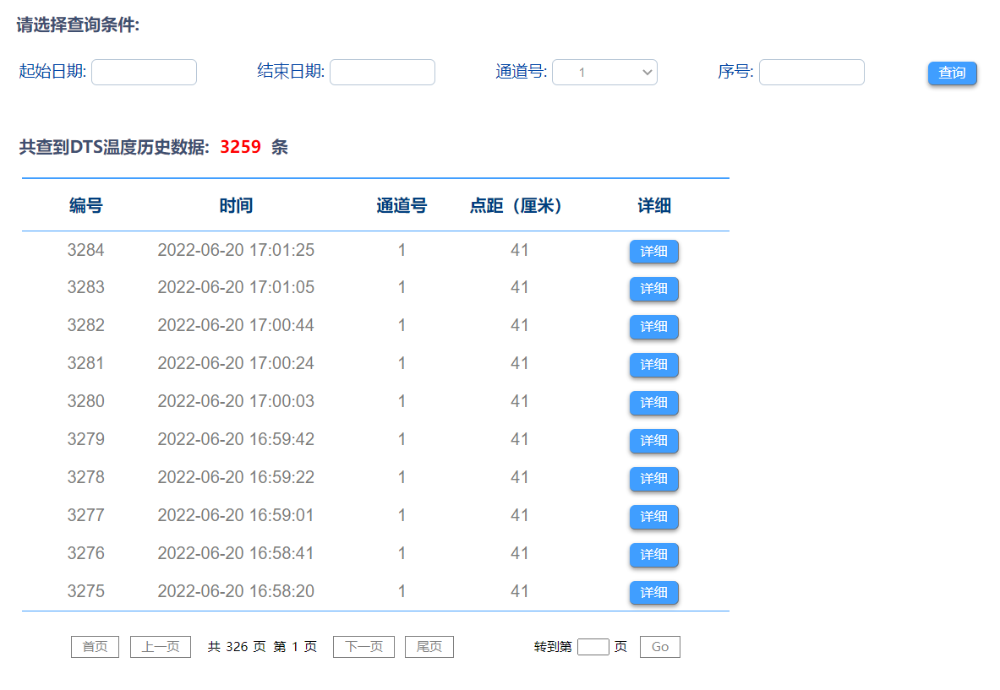 请选择查询条件:
起始日期: 结束日期: 通道号: 1 序号: 查询
共查到DTS温度历史数据: 3259 条
编号 时间 通道号 点距（厘米） 详细
3284 2022-06-20 17:01:25 1 41 详细
3283 2022-06-20 17:01:05 1 41 详细
3282 2022-06-20 17:00:44 1 41 详细
3281 2022-06-20 17:00:24 1 41 详细
3280 2022-06-20 17:00:03 1 41 详细
3279 2022-06-20 16:59:42 1 41 详细
3278 2022-06-20 16:59:22 1 41 详细
3277 2022-06-20 16:59:01 1 41 详细
3276 2022-06-20 16:58:41 1 41 详细
3275 2022-06-20 16:58:20 1 41 详细
首页 上一页 共 326 页 第 1 页 下一页 尾页 转到第 页 Go